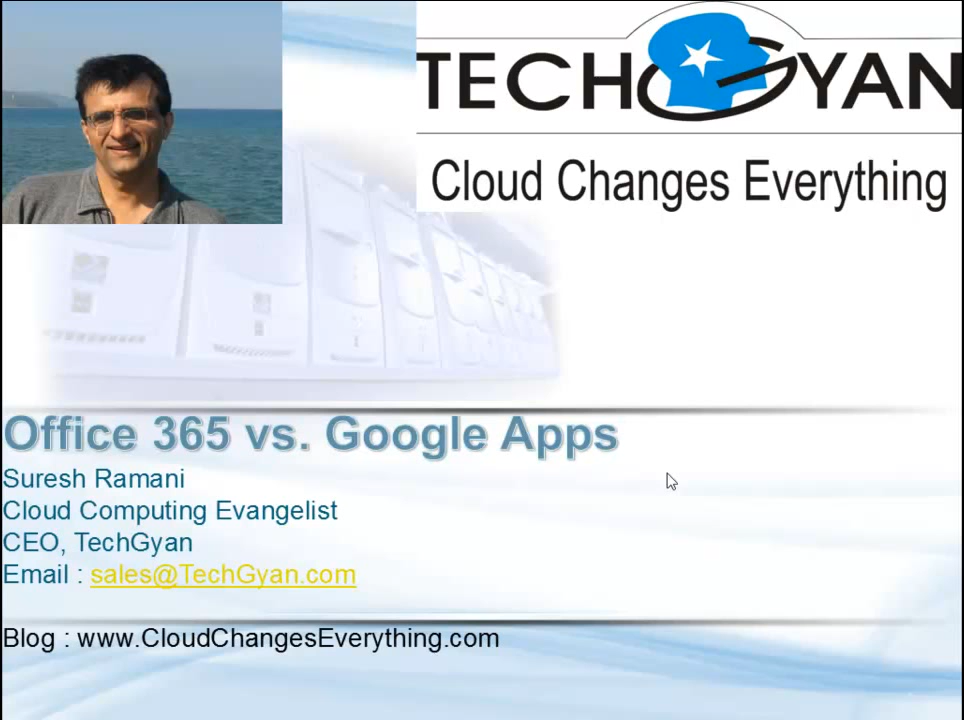 TECHGYAN
Cloud Changes Everything
Office 365 vs. Google Apps
Suresh Ramani
Cloud Computing Evangelist
CEO, TechGyan
Email : sales@TechGyan.com
Blog : www.CloudChangesEverything.com